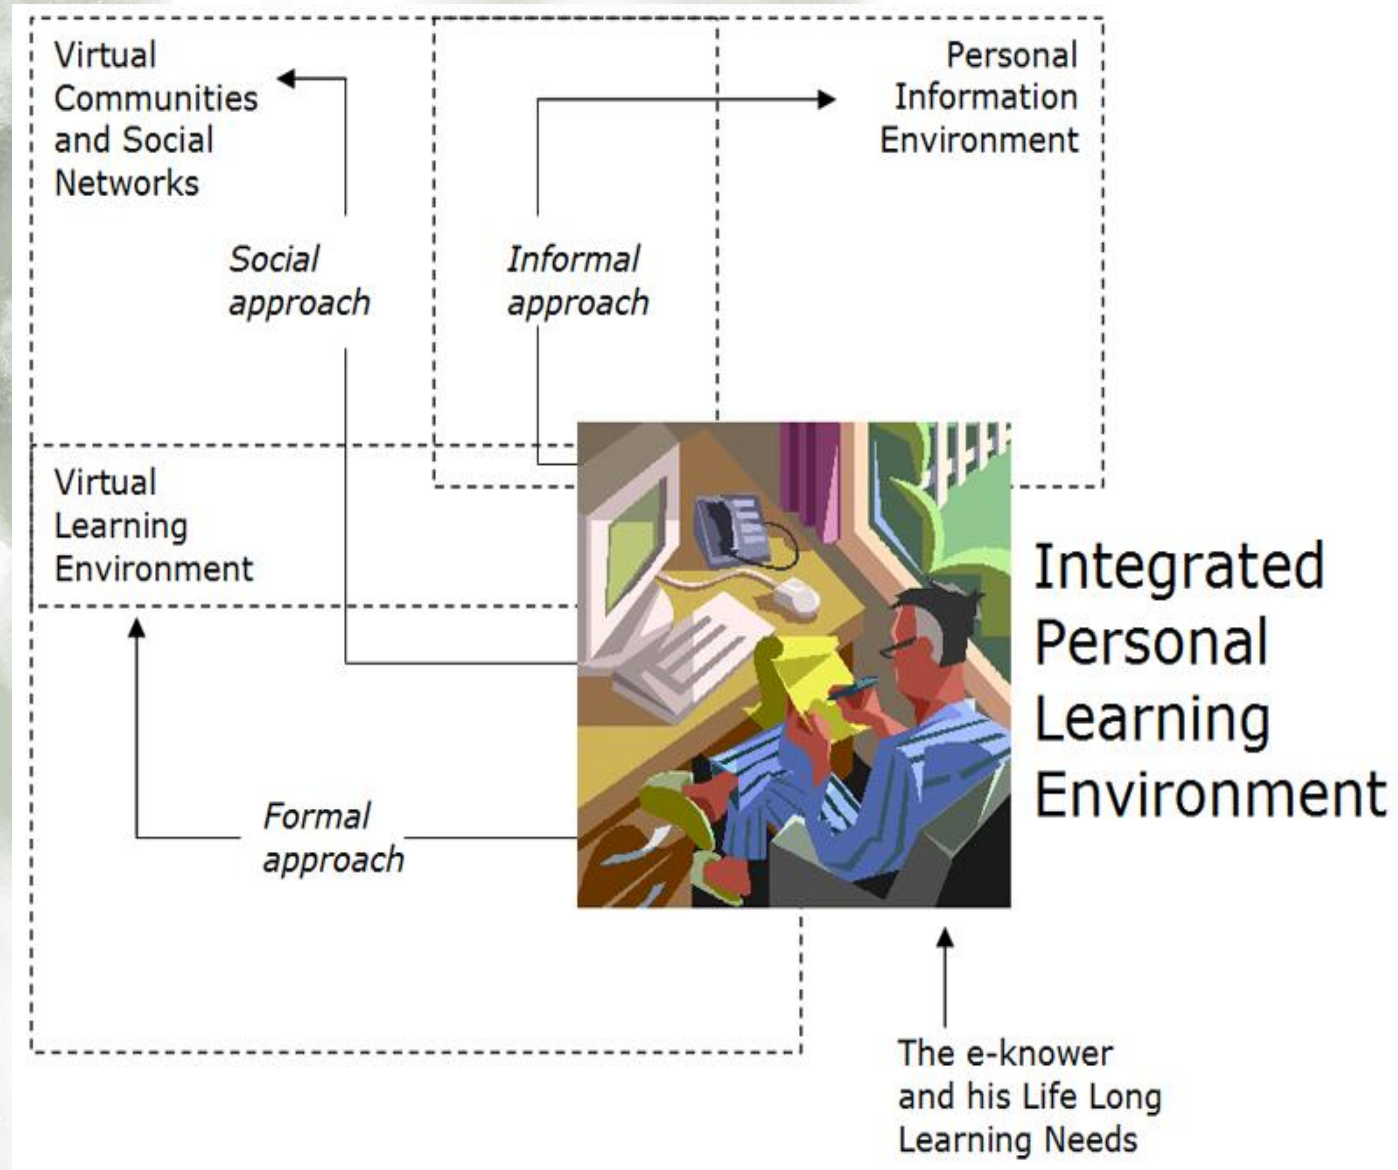 Virtual
Communities
and Social
Networks
Personal
Information
Environment
Social
approach
Informal
approach
Virtual
Learning
Environment
Integrated
Personal
Learning
Environment
Formal
approach
The e-knower
and his Life Long
Learning Needs